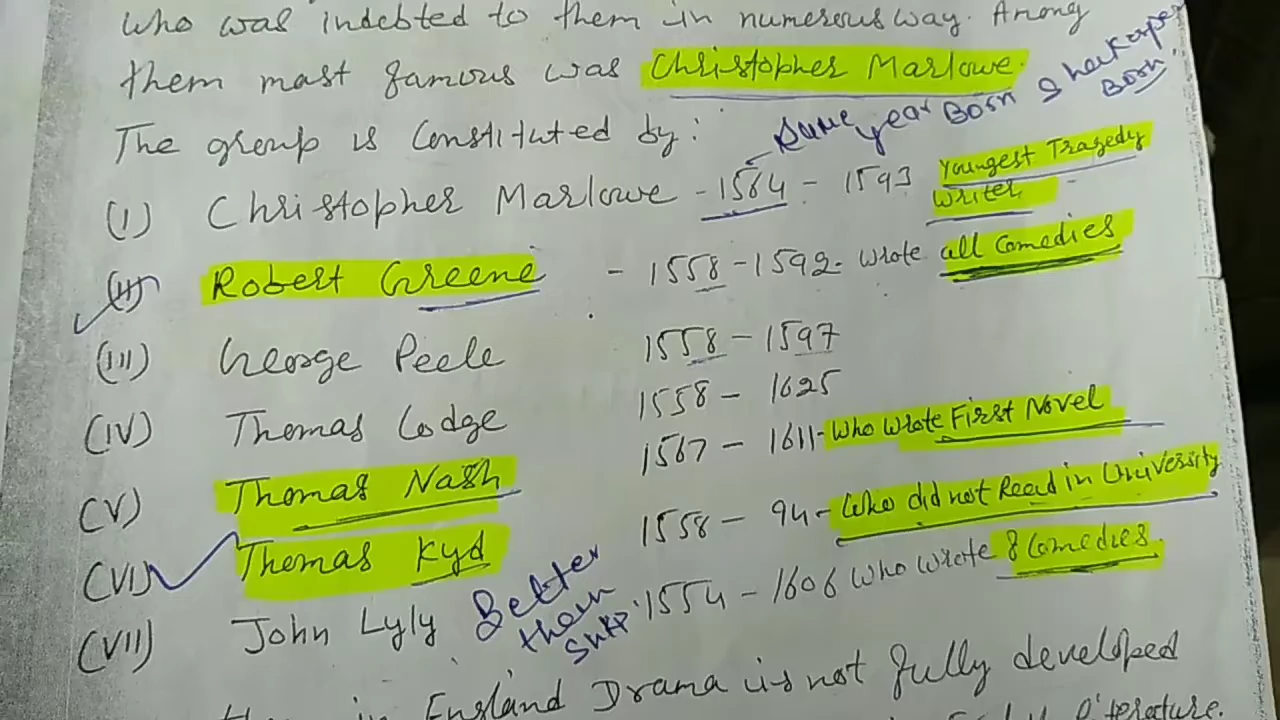 who was indebted to them in numerous way. Among
them most famous was Christopher Marlowe.
The group is Constituted by:
Same year Born Shakespe
Born
(I) Christopher Marlowe - 1564 - 1593 Youngest Tragedy
writer
(II) Robert Greene - 1558 - 1592 - wrote all Comedies
(III) George Peele 1558 - 1597
(IV) Thomas Lodge 1558 - 1625
(V) Thomas Nash 1567 - 1611 - Who wrote First Novel
(VI) Thomas Kyd 1558 - 94 - Who did not Read in University
(VII) John Lyly 1554 - 1606 Who wrote 8 Comedies.
Better
then
Shkp.
in England Drama is not fully developed